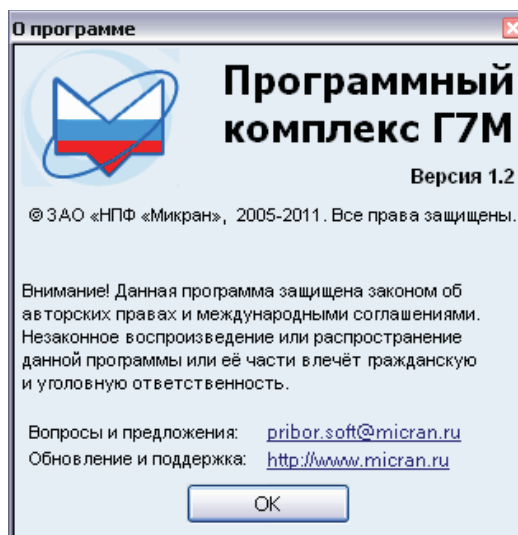 О программе
Программный
комплекс Г7М
Версия 1.2
© ЗАО «НПФ «Микран», 2005-2011. Все права защищены.
Внимание! Данная программа защищена законом об
авторских правах и международными соглашениями.
Незаконное воспроизведение или распространение
данной программы или её части влечёт гражданскую
и уголовную ответственность.
Вопросы и предложения: pribor.soft@micran.ru
Обновление и поддержка: http://www.micran.ru
OK